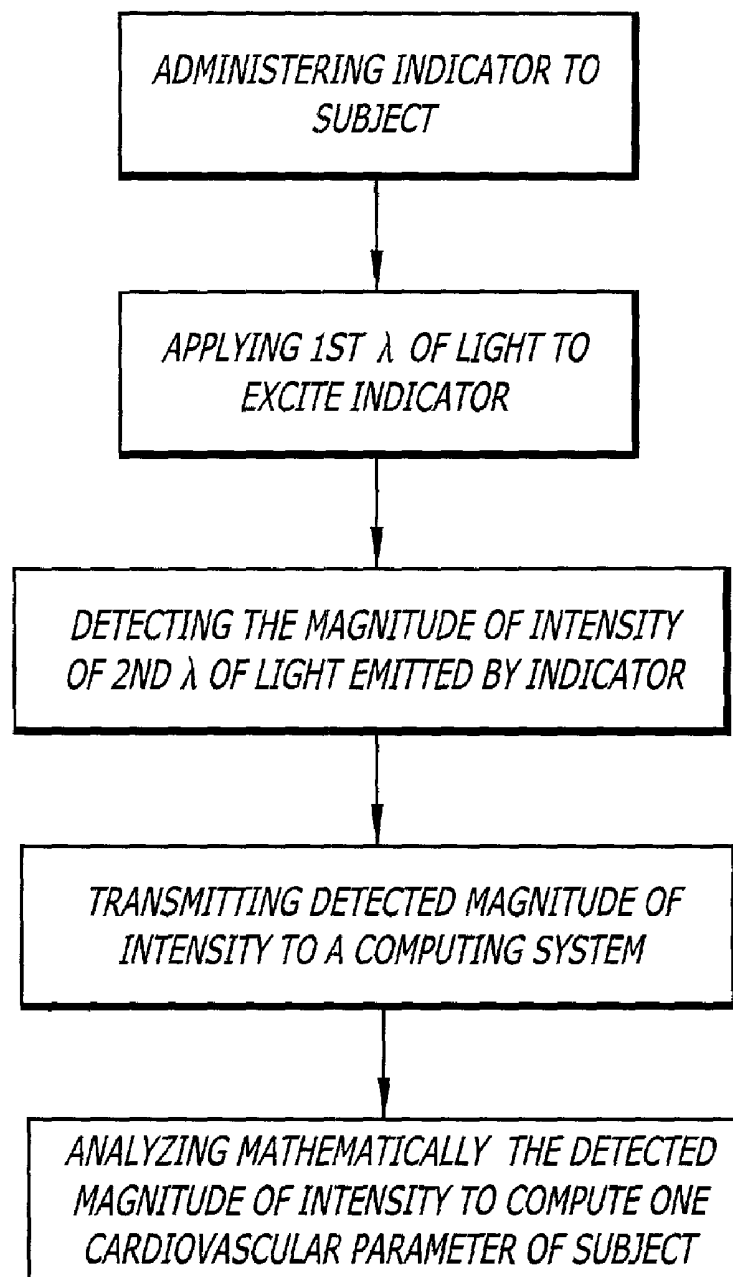 ADMINISTERING INDICATOR TO
SUBJECT
APPLYING 1ST λ OF LIGHT TO
EXCITE INDICATOR
DETECTING THE MAGNITUDE OF INTENSITY
OF 2ND λ OF LIGHT EMITTED BY INDICATOR
TRANSMITTING DETECTED MAGNITUDE OF
INTENSITY TO A COMPUTING SYSTEM
ANALYZING MATHEMATICALLY THE DETECTED
MAGNITUDE OF INTENSITY TO COMPUTE ONE
CARDIOVASCULAR PARAMETER OF SUBJECT